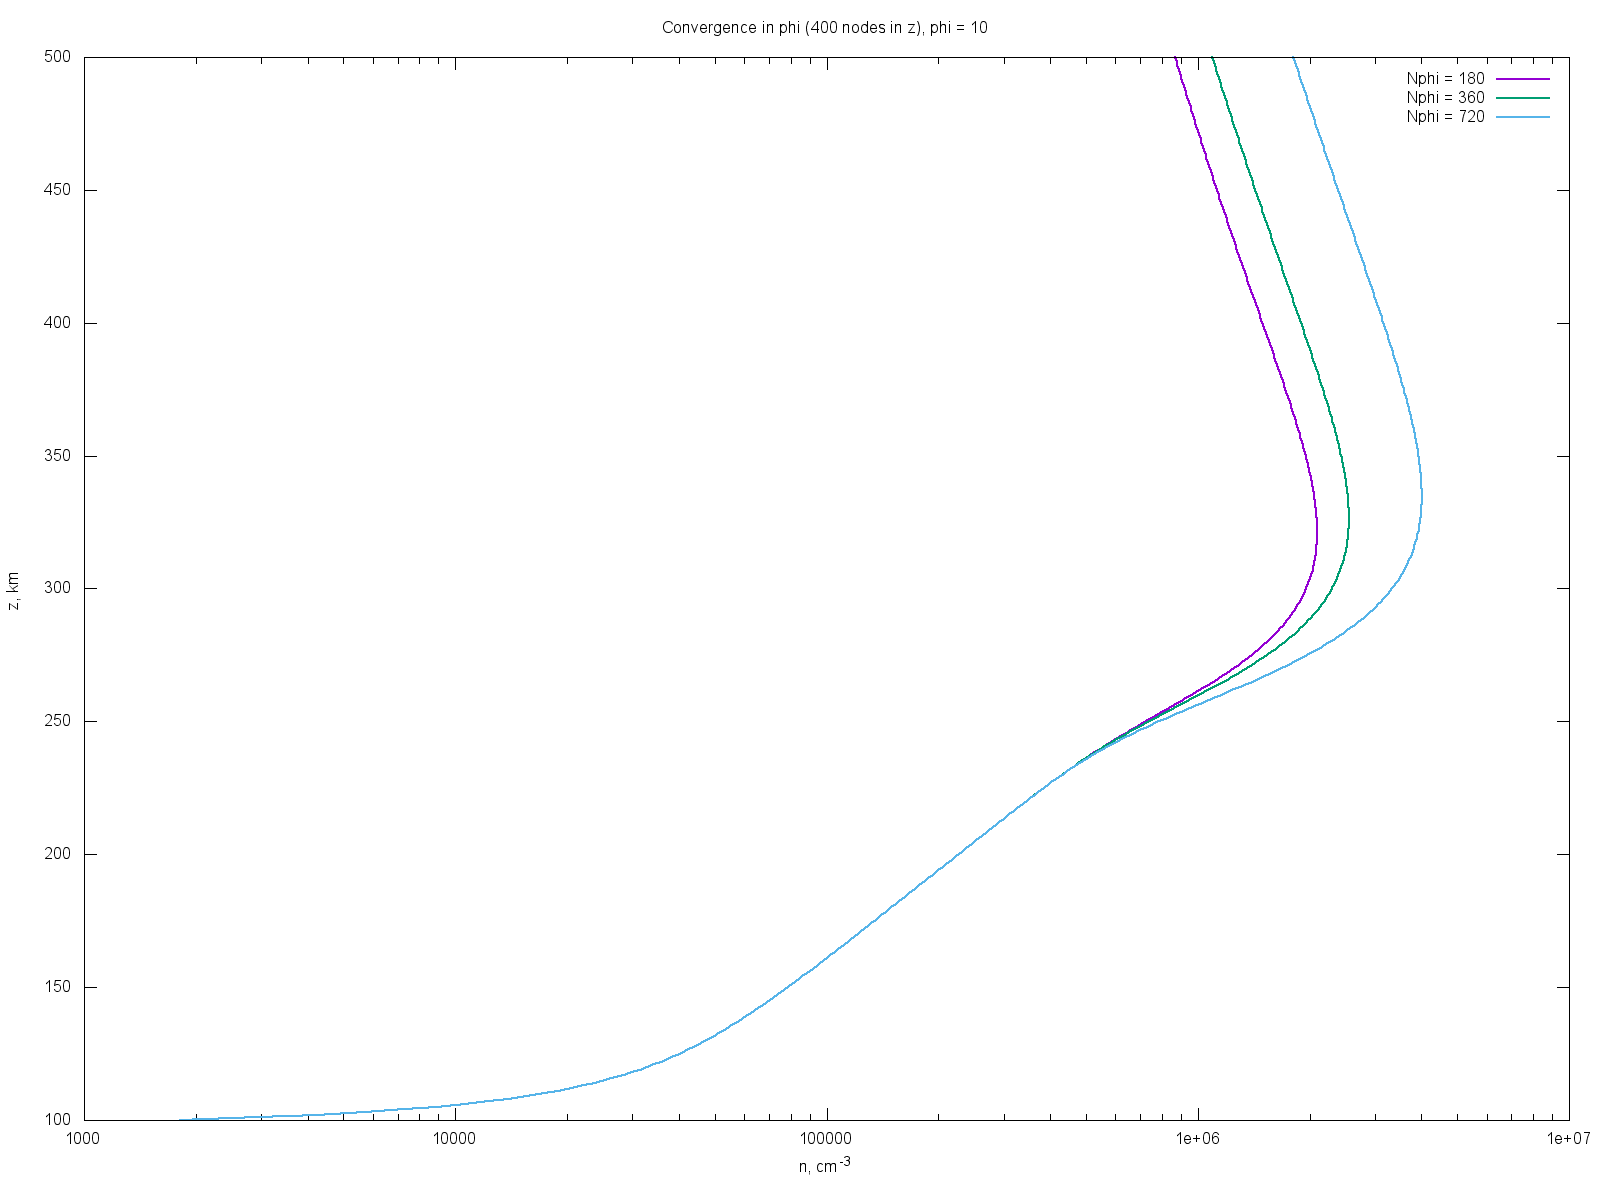 Convergence in phi (400 nodes in z), phi = 10
500
450
400
350
300
250
200
150
100
z, km
Nphi = 180
Nphi = 360
Nphi = 720
1000
10000
100000
1e+06
1e+07
n, cm-3